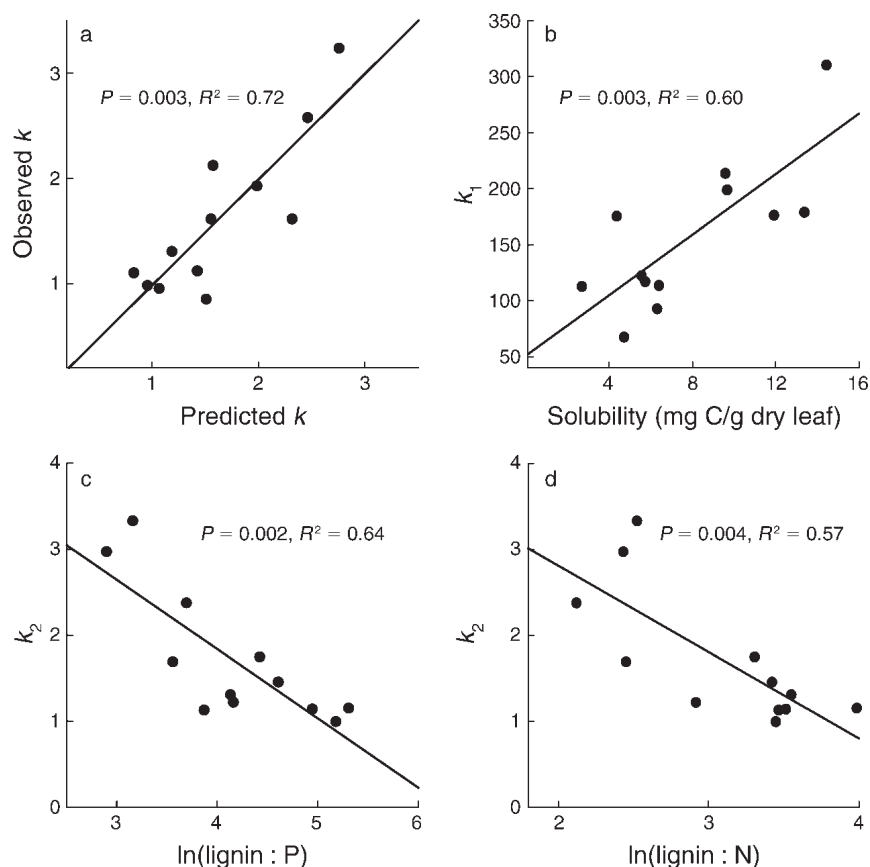 a
P = 0.003, R² = 0.72
3
2
1
Observed k
1 2 3
Predicted k
b
P = 0.003, R² = 0.60
350
300
250
200
150
100
50
k₁
4 8 12 16
Solubility (mg C/g dry leaf)
c
P = 0.002, R² = 0.64
4
3
2
1
0
k₂
3 4 5 6
ln(lignin : P)
d
P = 0.004, R² = 0.57
4
3
2
1
0
k₂
2 3 4
ln(lignin : N)